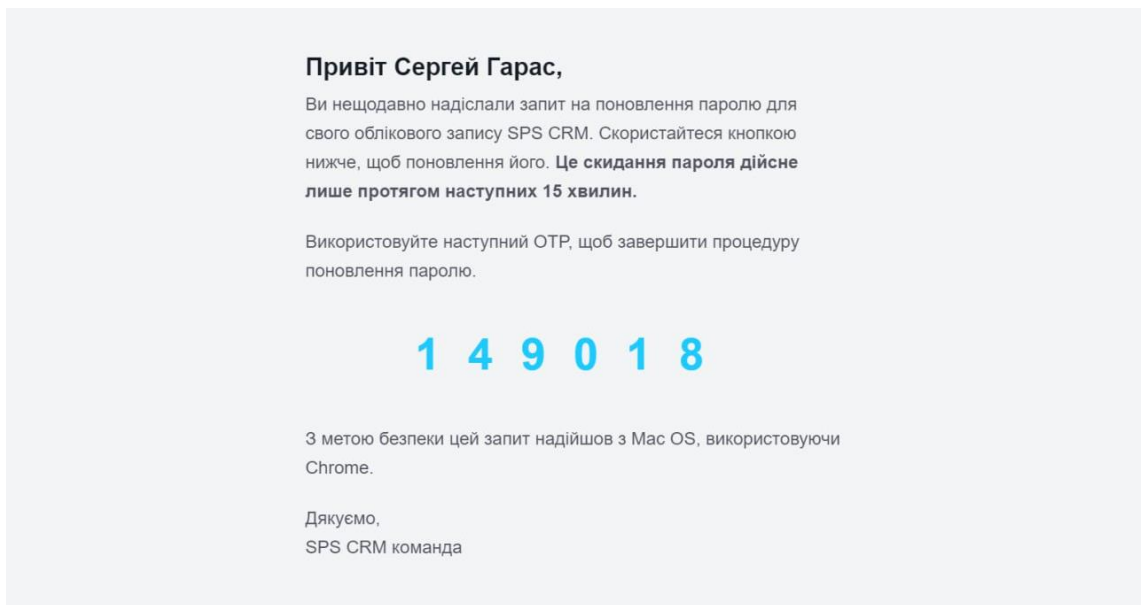 Привіт Сергей Гарас,
Ви нещодавно надіслали запит на поновлення паролю для
свого облікового запису SPS CRM. Скористайтеся кнопкою
нижче, щоб поновлення його. Це скидання пароля дійсне
лише протягом наступних 15 хвилин.
Використовуйте наступний OTP, щоб завершити процедуру
поновлення паролю.
1 4 9 0 1 8
З метою безпеки цей запит надійшов з Mac OS, використовуючи
Chrome.
Дякуємо,
SPS CRM команда